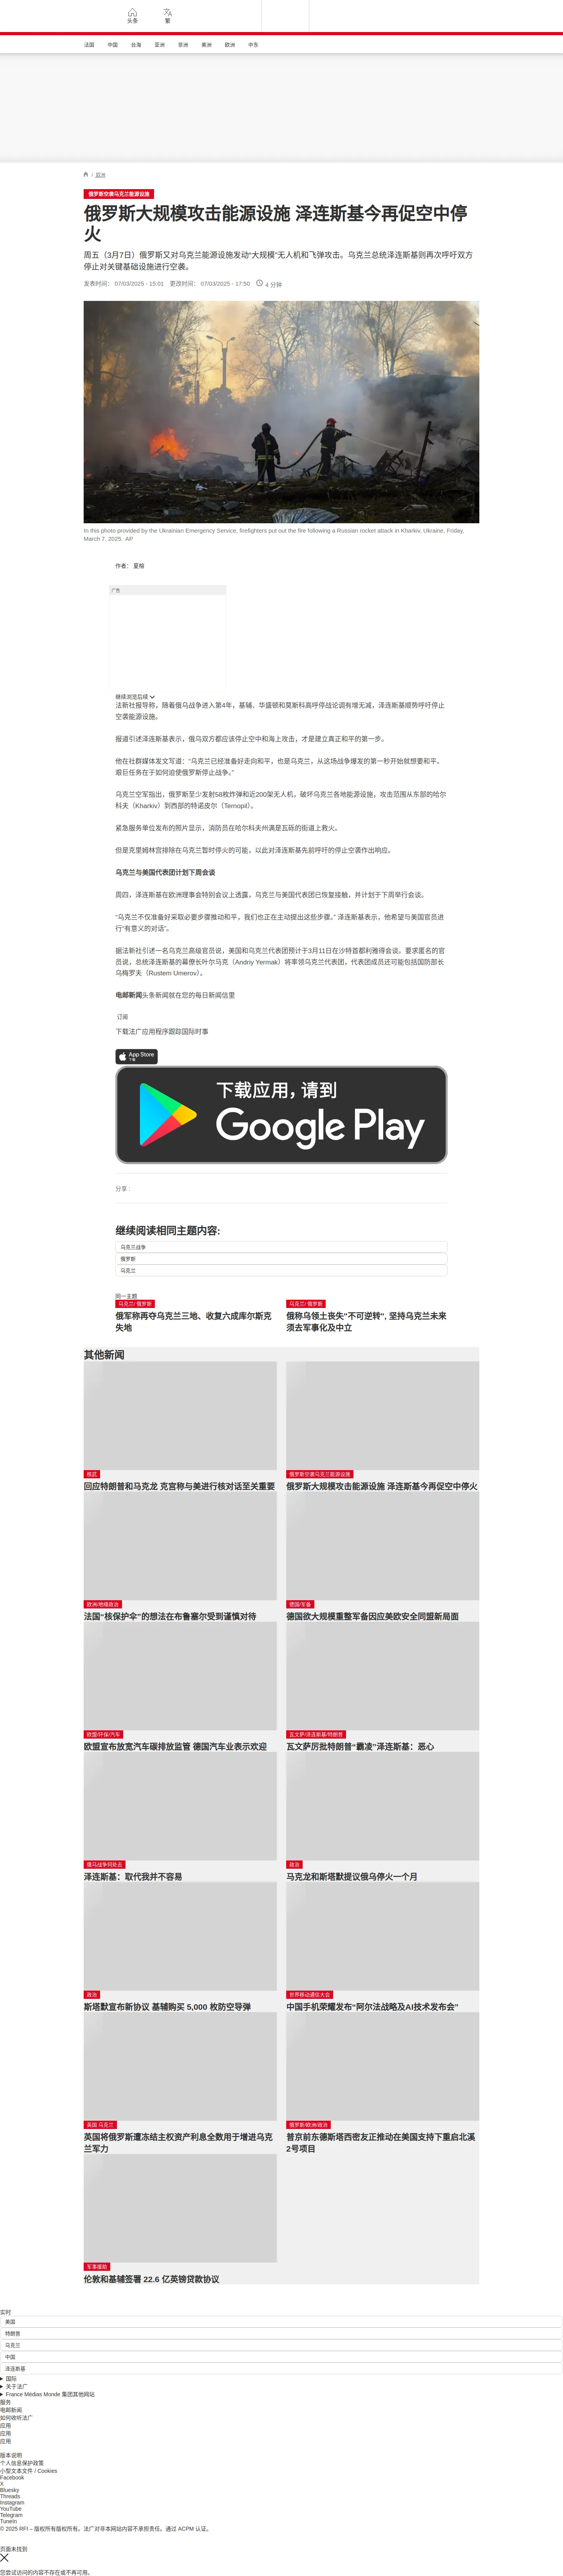 头条
繁
法国
中国
台海
亚洲
非洲
美洲
欧洲
中东
/ 欧洲
俄罗斯空袭乌克兰能源设施
俄罗斯大规模攻击能源设施 泽连斯基今再促空中停
火
周五（3月7日）俄罗斯又对乌克兰能源设施发动“大规模”无人机和飞弹攻击。乌克兰总统泽连斯基则再次呼吁双方
停止对关键基础设施进行空袭。
发表时间： 07/03/2025 - 15:01 更改时间： 07/03/2025 - 17:50 4 分钟
In this photo provided by the Ukrainian Emergency Service, firefighters put out the fire following a Russian rocket attack in Kharkiv, Ukraine, Friday,
March 7, 2025. AP
作者： 夏榕
广告
继续浏览后续
法新社报导称，随着俄乌战争进入第4年，基辅、华盛顿和莫斯科高呼停战论调有增无减，泽连斯基顺势呼吁停止
空袭能源设施。
报道引述泽连斯基表示，俄乌双方都应该停止空中和海上攻击，才是建立真正和平的第一步。
他在社群媒体发文写道：“乌克兰已经准备好走向和平，也是乌克兰，从这场战争爆发的第一秒开始就想要和平。
艰巨任务在于如何迫使俄罗斯停止战争。”
乌克兰空军指出，俄罗斯至少发射58枚炸弹和近200架无人机，破坏乌克兰各地能源设施，攻击范围从东部的哈尔
科夫（Kharkiv）到西部的特诺皮尔（Ternopil）。
紧急服务单位发布的照片显示，消防员在哈尔科夫州满是瓦砾的街道上救火。
但是克里姆林宫排除在乌克兰暂时停火的可能，以此对泽连斯基先前呼吁的停止空袭作出响应。
乌克兰与美国代表团计划下周会谈
周四，泽连斯基在欧洲理事会特别会议上透露，乌克兰与美国代表团已恢复接触，并计划于下周举行会谈。
“乌克兰不仅准备好采取必要步骤推动和平，我们也正在主动提出这些步骤。” 泽连斯基表示，他希望与美国官员进
行“有意义的对话”。
据法新社引述一名乌克兰高级官员说，美国和乌克兰代表团预计于3月11日在沙特首都利雅得会谈。要求匿名的官
员说，总统泽连斯基的幕僚长叶尔马克（Andriy Yermak）将率领乌克兰代表团，代表团成员还可能包括国防部长
乌梅罗夫（Rustem Umerov）。
电邮新闻头条新闻就在您的每日新闻信里
订阅
下载法广应用程序跟踪国际时事
App Store
下载
下载应用，请到
Google Play
分享 :
继续阅读相同主题内容:
乌克兰战争
俄罗斯
乌克兰
同一主题
乌克兰/ 俄罗斯
俄军称再夺乌克兰三地、收复六成库尔斯克
失地
乌克兰/ 俄罗斯
俄称乌领土丧失"不可逆转", 坚持乌克兰未来
须去军事化及中立
其他新闻
核武
回应特朗普和马克龙 克宫称与美进行核对话至关重要
俄罗斯空袭乌克兰能源设施
俄罗斯大规模攻击能源设施 泽连斯基今再促空中停火
欧洲/地缘政治
法国“核保护伞”的想法在布鲁塞尔受到谨慎对待
德国/军备
德国欲大规模重整军备因应美欧安全同盟新局面
欧盟/环保/汽车
欧盟宣布放宽汽车碳排放监管 德国汽车业表示欢迎
瓦文萨/泽连斯基/特朗普
瓦文萨厉批特朗普“霸凌”泽连斯基：恶心
俄乌战争何处去
泽连斯基：取代我并不容易
政治
马克龙和斯塔默提议俄乌停火一个月
政治
斯塔默宣布新协议 基辅购买 5,000 枚防空导弹
世界移动通信大会
中国手机荣耀发布“阿尔法战略及AI技术发布会”
英国 乌克兰
英国将俄罗斯遭冻结主权资产利息全数用于增进乌克
兰军力
俄罗斯/欧洲/政治
普京前东德斯塔西密友正推动在美国支持下重启北溪
2号项目
军事援助
伦敦和基辅签署 22.6 亿英镑贷款协议
实时
美国
特朗普
乌克兰
中国
泽连斯基
国际
关于法广
France Médias Monde 集团其他网站
服务
电邮新闻
如何收听法广
应用
应用
应用
版本说明
个人信息保护政策
小型文本文件 / Cookies
Facebook
X
Bluesky
Threads
Instagram
YouTube
Telegram
TuneIn
© 2025 RFI – 版权所有版权所有。法广对非本网站内容不承担责任。通过 ACPM 认证。
页面未找到
您尝试访问的内容不存在或不再可用。